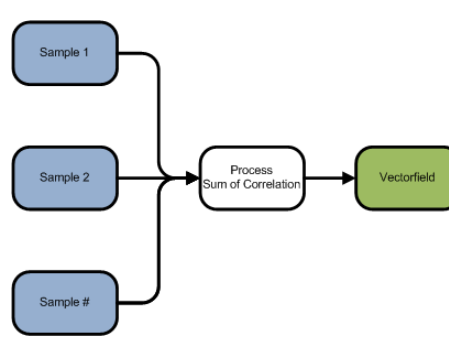 Sample 1
Sample 2
Process
Sum of Correlation
Vectorfield
Sample #